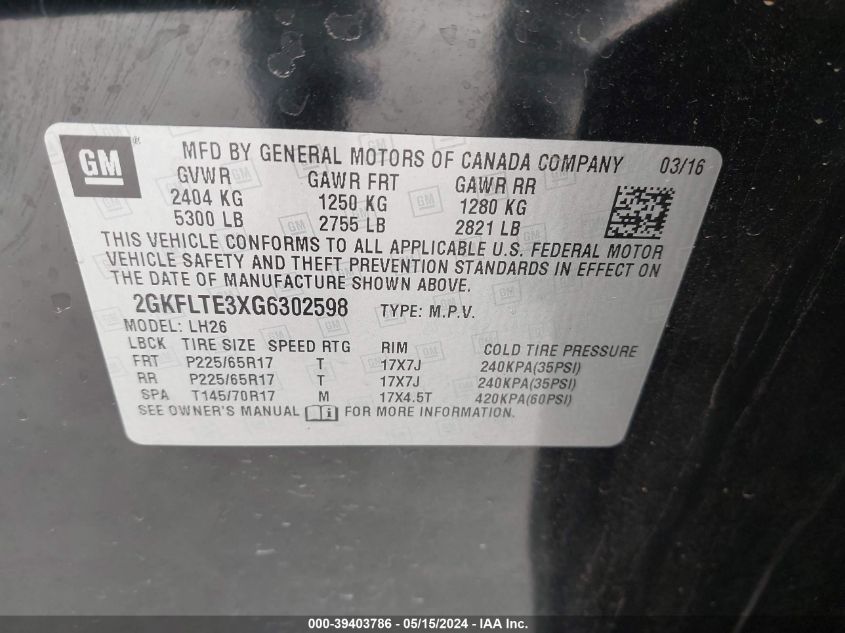 GM ® MFD BY GENERAL MOTORS OF CANADA COMPANY 03/16
GVWR GAWR FRT GAWR RR
2404 KG 1250 KG 1280 KG
5300 LB 2755 LB 2821 LB
THIS VEHICLE CONFORMS TO ALL APPLICABLE U.S. FEDERAL MOTOR
VEHICLE SAFETY AND THEFT PREVENTION STANDARDS IN EFFECT ON
THE DATE OF MANUFACTURE SHOWN ABOVE.
2GKFLTE3XG6302598 TYPE: M.P.V.
MODEL: LH26
LBCK TIRE SIZE SPEED RTG RIM COLD TIRE PRESSURE
FRT P225/65R17 T 17X7J 240KPA(35PSI)
RR P225/65R17 T 17X7J 240KPA(35PSI)
SPA T145/70R17 M 17X4.5T 420KPA(60PSI)
SEE OWNER'S MANUAL FOR MORE INFORMATION.
000-39403786 - 05/15/2024 - IAA Inc.